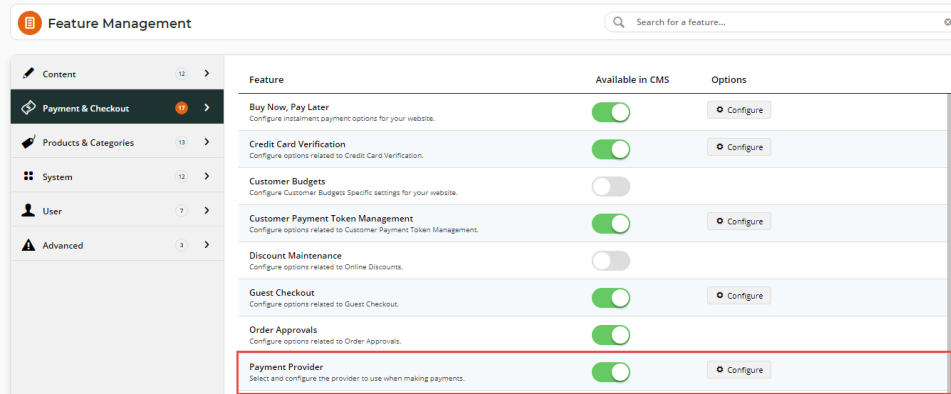 Feature Management
Search for a feature...
Content 12
Payment & Checkout 17
Products & Categories 13
System 12
User 7
Advanced 3
Feature Available in CMS Options
Buy Now, Pay Later
Configure instalment payment options for your website.
Configure
Credit Card Verification
Configure options related to Credit Card Verification.
Configure
Customer Budgets
Configure Customer Budgets Specific settings for your website.
Customer Payment Token Management
Configure options related to Customer Payment Token Management.
Configure
Discount Maintenance
Configure options related to Online Discounts.
Guest Checkout
Configure options related to Guest Checkout.
Configure
Order Approvals
Configure options related to Order Approvals.
Payment Provider
Select and configure the provider to use when making payments.
Configure